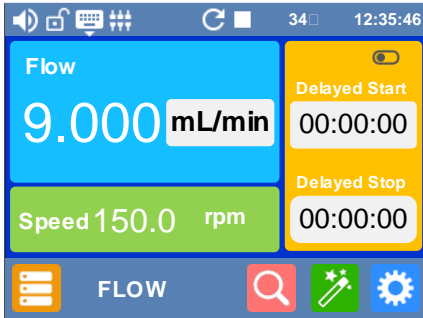 34□ 12:35:46
Flow
9.000 mL/min
Speed 150.0 rpm
Delayed Start
00:00:00
Delayed Stop
00:00:00
FLOW